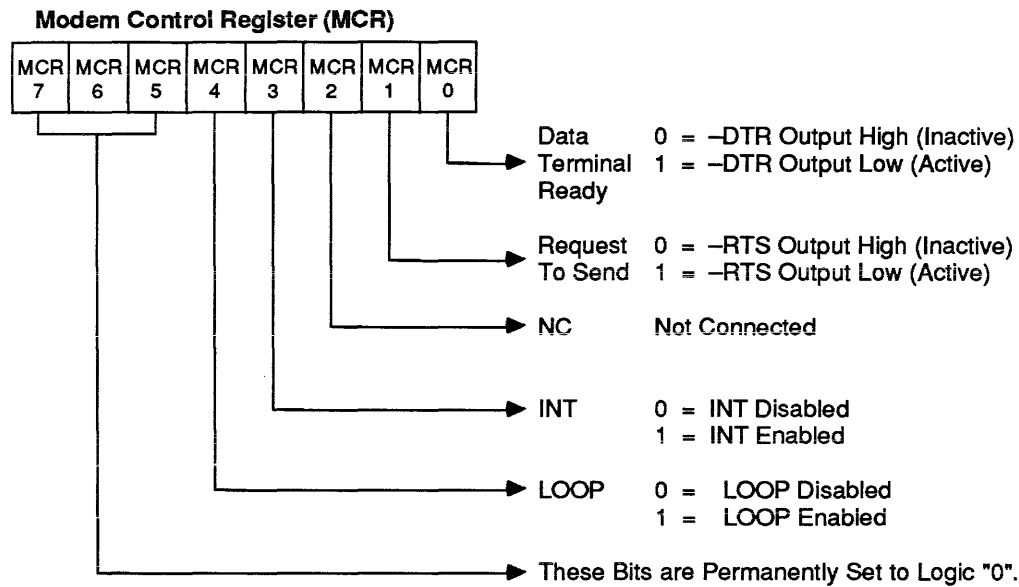 Modem Control Register (MCR)
MCR 7 MCR 6 MCR 5 MCR 4 MCR 3 MCR 2 MCR 1 MCR 0
Data Terminal Ready
0 = –DTR Output High (Inactive)
1 = –DTR Output Low (Active)
Request To Send
0 = –RTS Output High (Inactive)
1 = –RTS Output Low (Active)
NC Not Connected
INT 0 = INT Disabled
1 = INT Enabled
LOOP 0 = LOOP Disabled
1 = LOOP Enabled
These Bits are Permanently Set to Logic "0".